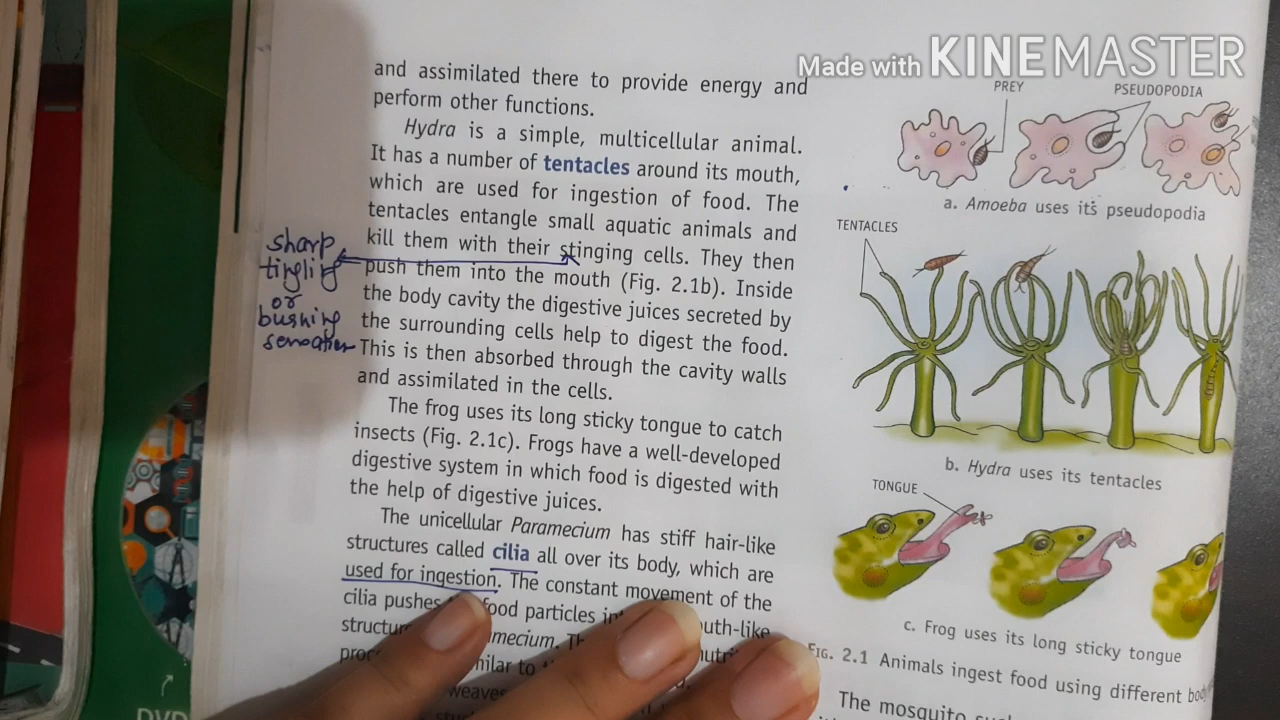 Made with KINEMASTER
and assimilated there to provide energy and
perform other functions.
Hydra is a simple, multicellular animal.
It has a number of tentacles around its mouth,
which are used for ingestion of food. The
tentacles entangle small aquatic animals and
kill them with their stinging cells. They then
push them into the mouth (Fig. 2.1b). Inside
the body cavity the digestive juices secreted by
the surrounding cells help to digest the food.
This is then absorbed through the cavity walls
and assimilated in the cells.
The frog uses its long sticky tongue to catch
insects (Fig. 2.1c). Frogs have a well-developed
digestive system in which food is digested with
the help of digestive juices.
The unicellular Paramecium has stiff hair-like
structures called cilia all over its body, which are
used for ingestion. The constant movement of the
cilia pushes food particles
weaves
sharp
tingling
or
PREY
PSEUDOPODIA
a. Amoeba uses its pseudopodia
TENTACLES
b. Hydra uses its tentacles
TONGUE
c. Frog uses its long sticky tongue
FIG. 2.1 Animals ingest food using different
The mosquito
DVD